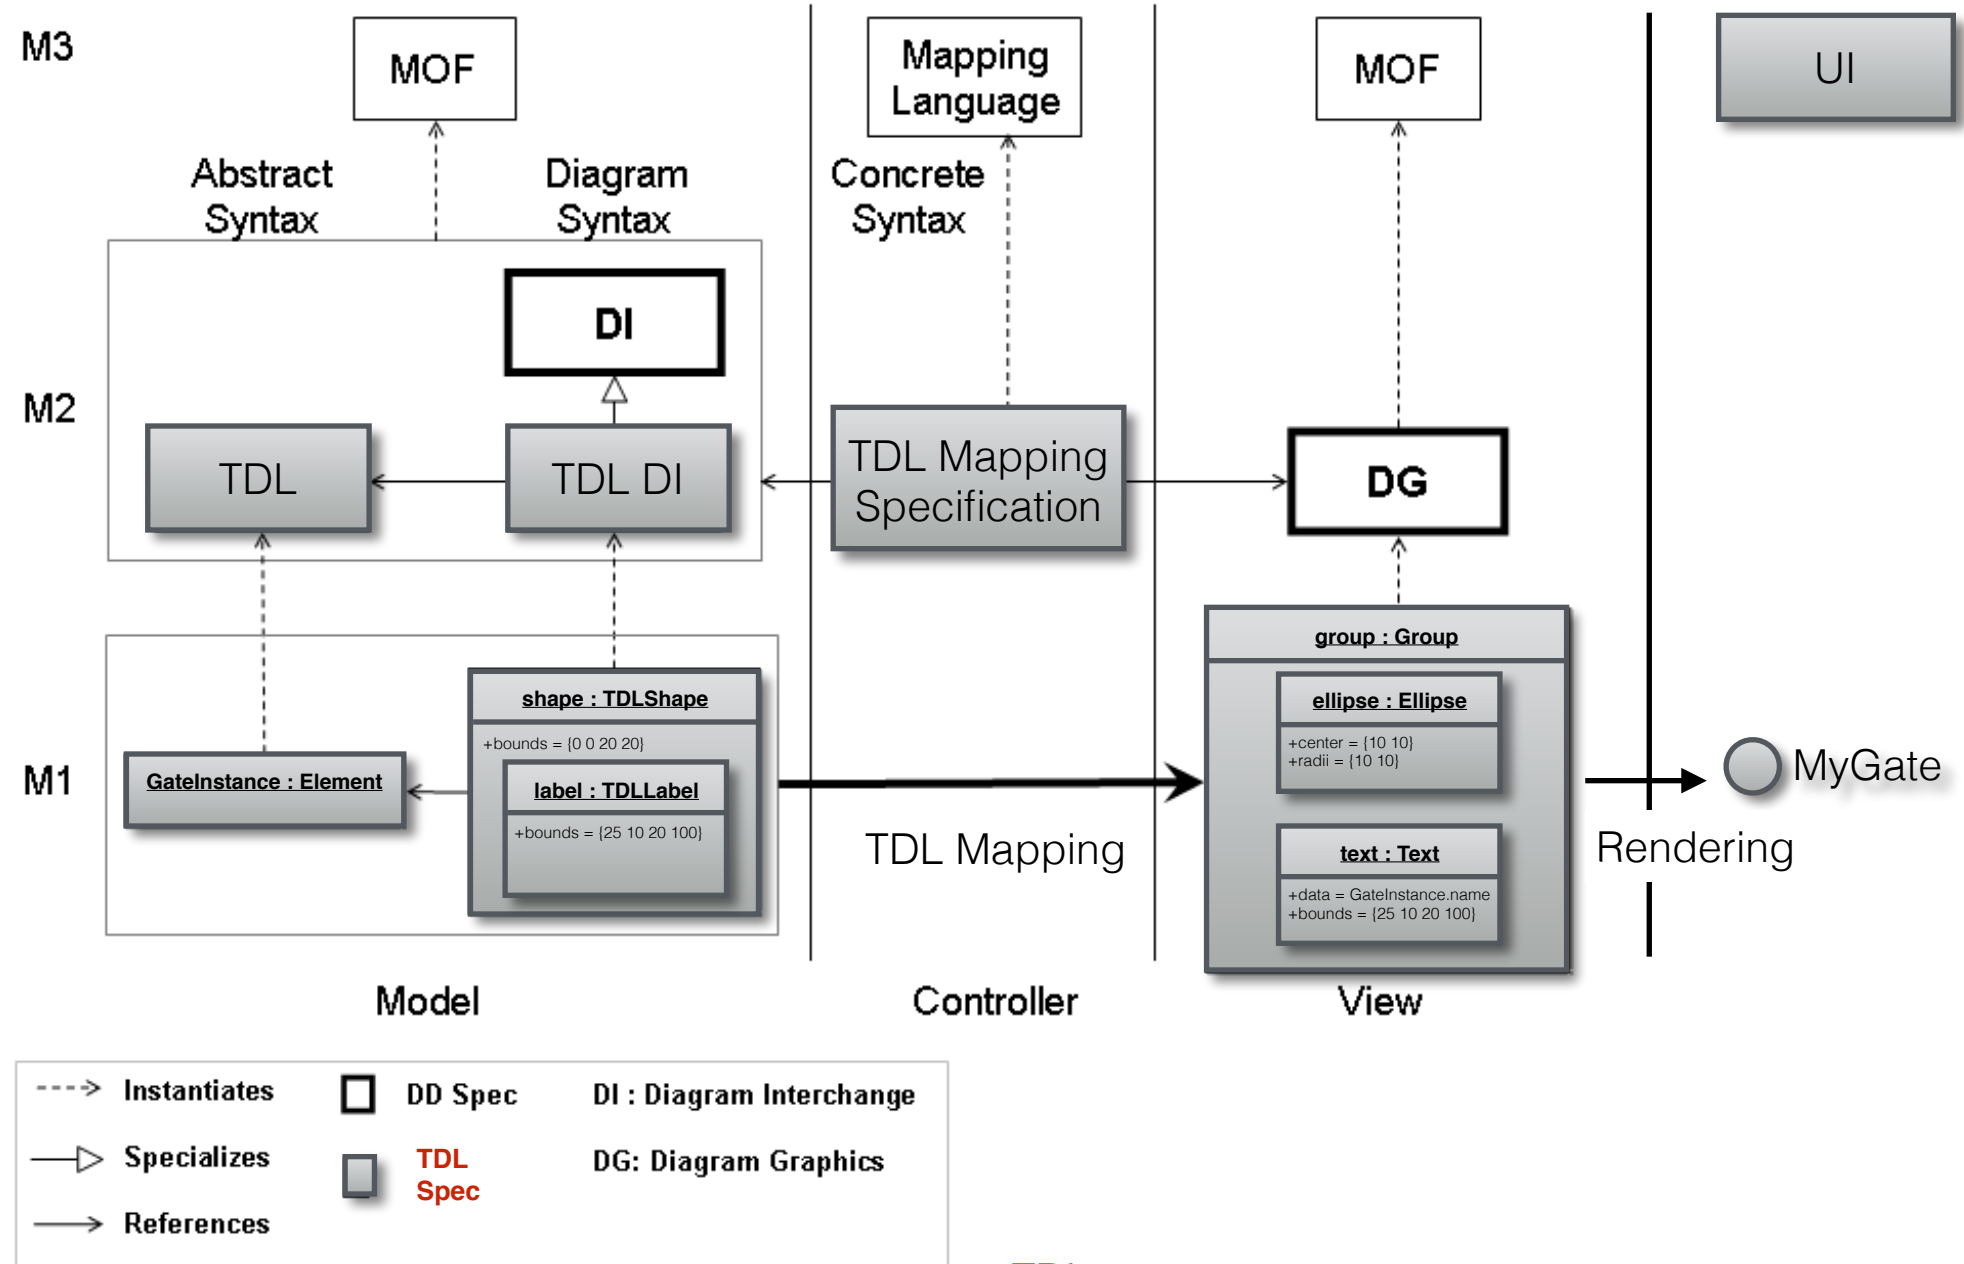 M3
MOF
Mapping
Language
MOF
UI
Abstract
Syntax
Diagram
Syntax
Concrete
Syntax
DI
M2
TDL
TDL DI
TDL Mapping
Specification
DG
M1
GateInstance : Element
shape : TDLShape
+bounds = {0 0 20 20}
label : TDLLabel
+bounds = {25 10 20 100}
TDL Mapping
group : Group
ellipse : Ellipse
+center = {10 10}
+radii = {10 10}
text : Text
+data = GateInstance.name
+bounds = {25 10 20 100}
MyGate
Rendering
Model
Controller
View
Instantiates
DD Spec
DI : Diagram Interchange
Specializes
TDL
Spec
DG: Diagram Graphics
References